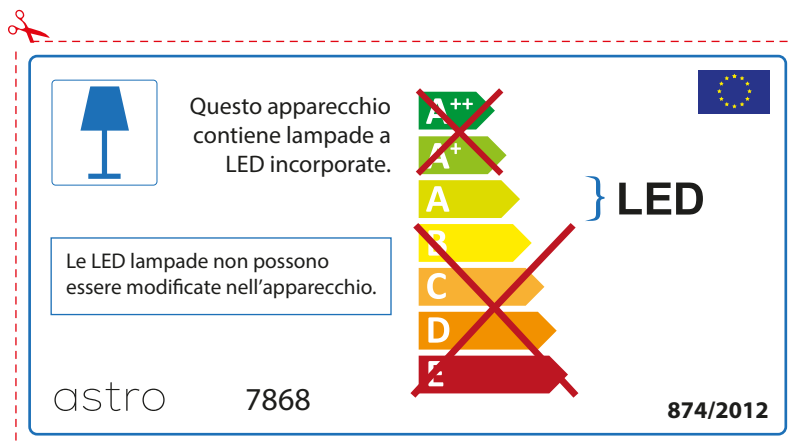 Questo apparecchio
contiene lampade a
LED incorporate.
Le LED lampade non possono
essere modificate nell'apparecchio.
A++
A+
A
B
C
D
E
} LED
astro 7868
874/2012